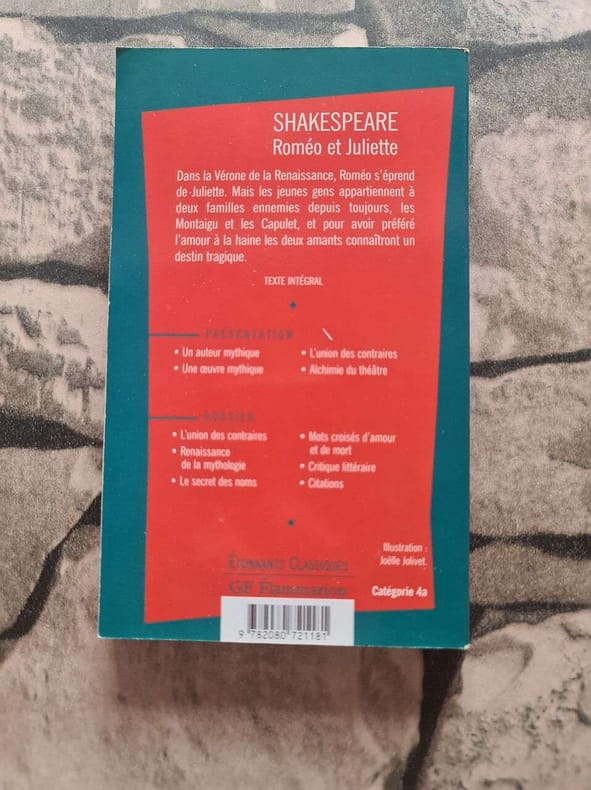 SHAKESPEARE
Roméo et Juliette
Dans la Vérone de la Renaissance, Roméo s'éprend
de Juliette. Mais les jeunes gens appartiennent à
deux familles ennemies depuis toujours, les
Montaigu et les Capulet, et pour avoir préféré
l'amour à la haine les deux amants connaîtront un
destin tragique.
TEXTE INTÉGRAL
PRÉSENTATION
• Un auteur mythique
• Une œuvre mythique
• L'union des contraires
• Alchimie du théâtre
DOSSIER
• L'union des contraires
• Renaissance
de la mythologie
• Le secret des noms
• Mots croisés d'amour
et de mort
• Critique littéraire
• Citations
Illustration :
Joëlle Jolivet.
ÉTONNANTS CLASSIQUES
GF Flammarion
Catégorie 4a
9 782080 721181